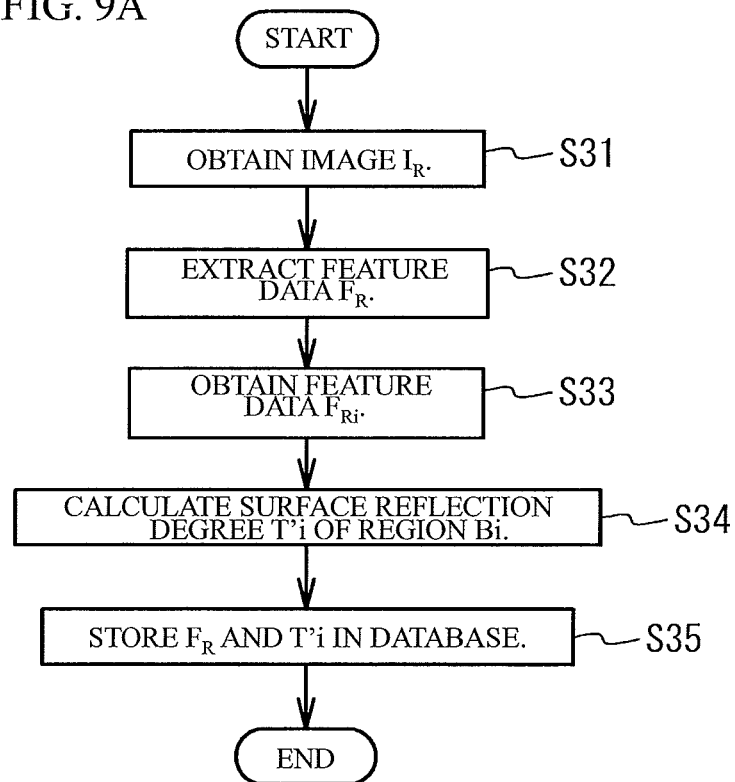 FIG. 9A
START
OBTAIN IMAGE I_R.
S31
EXTRACT FEATURE
DATA F_R.
S32
OBTAIN FEATURE
DATA F_Ri.
S33
CALCULATE SURFACE REFLECTION
DEGREE T’i OF REGION Bi.
S34
STORE F_R AND T’i IN DATABASE.
S35
END